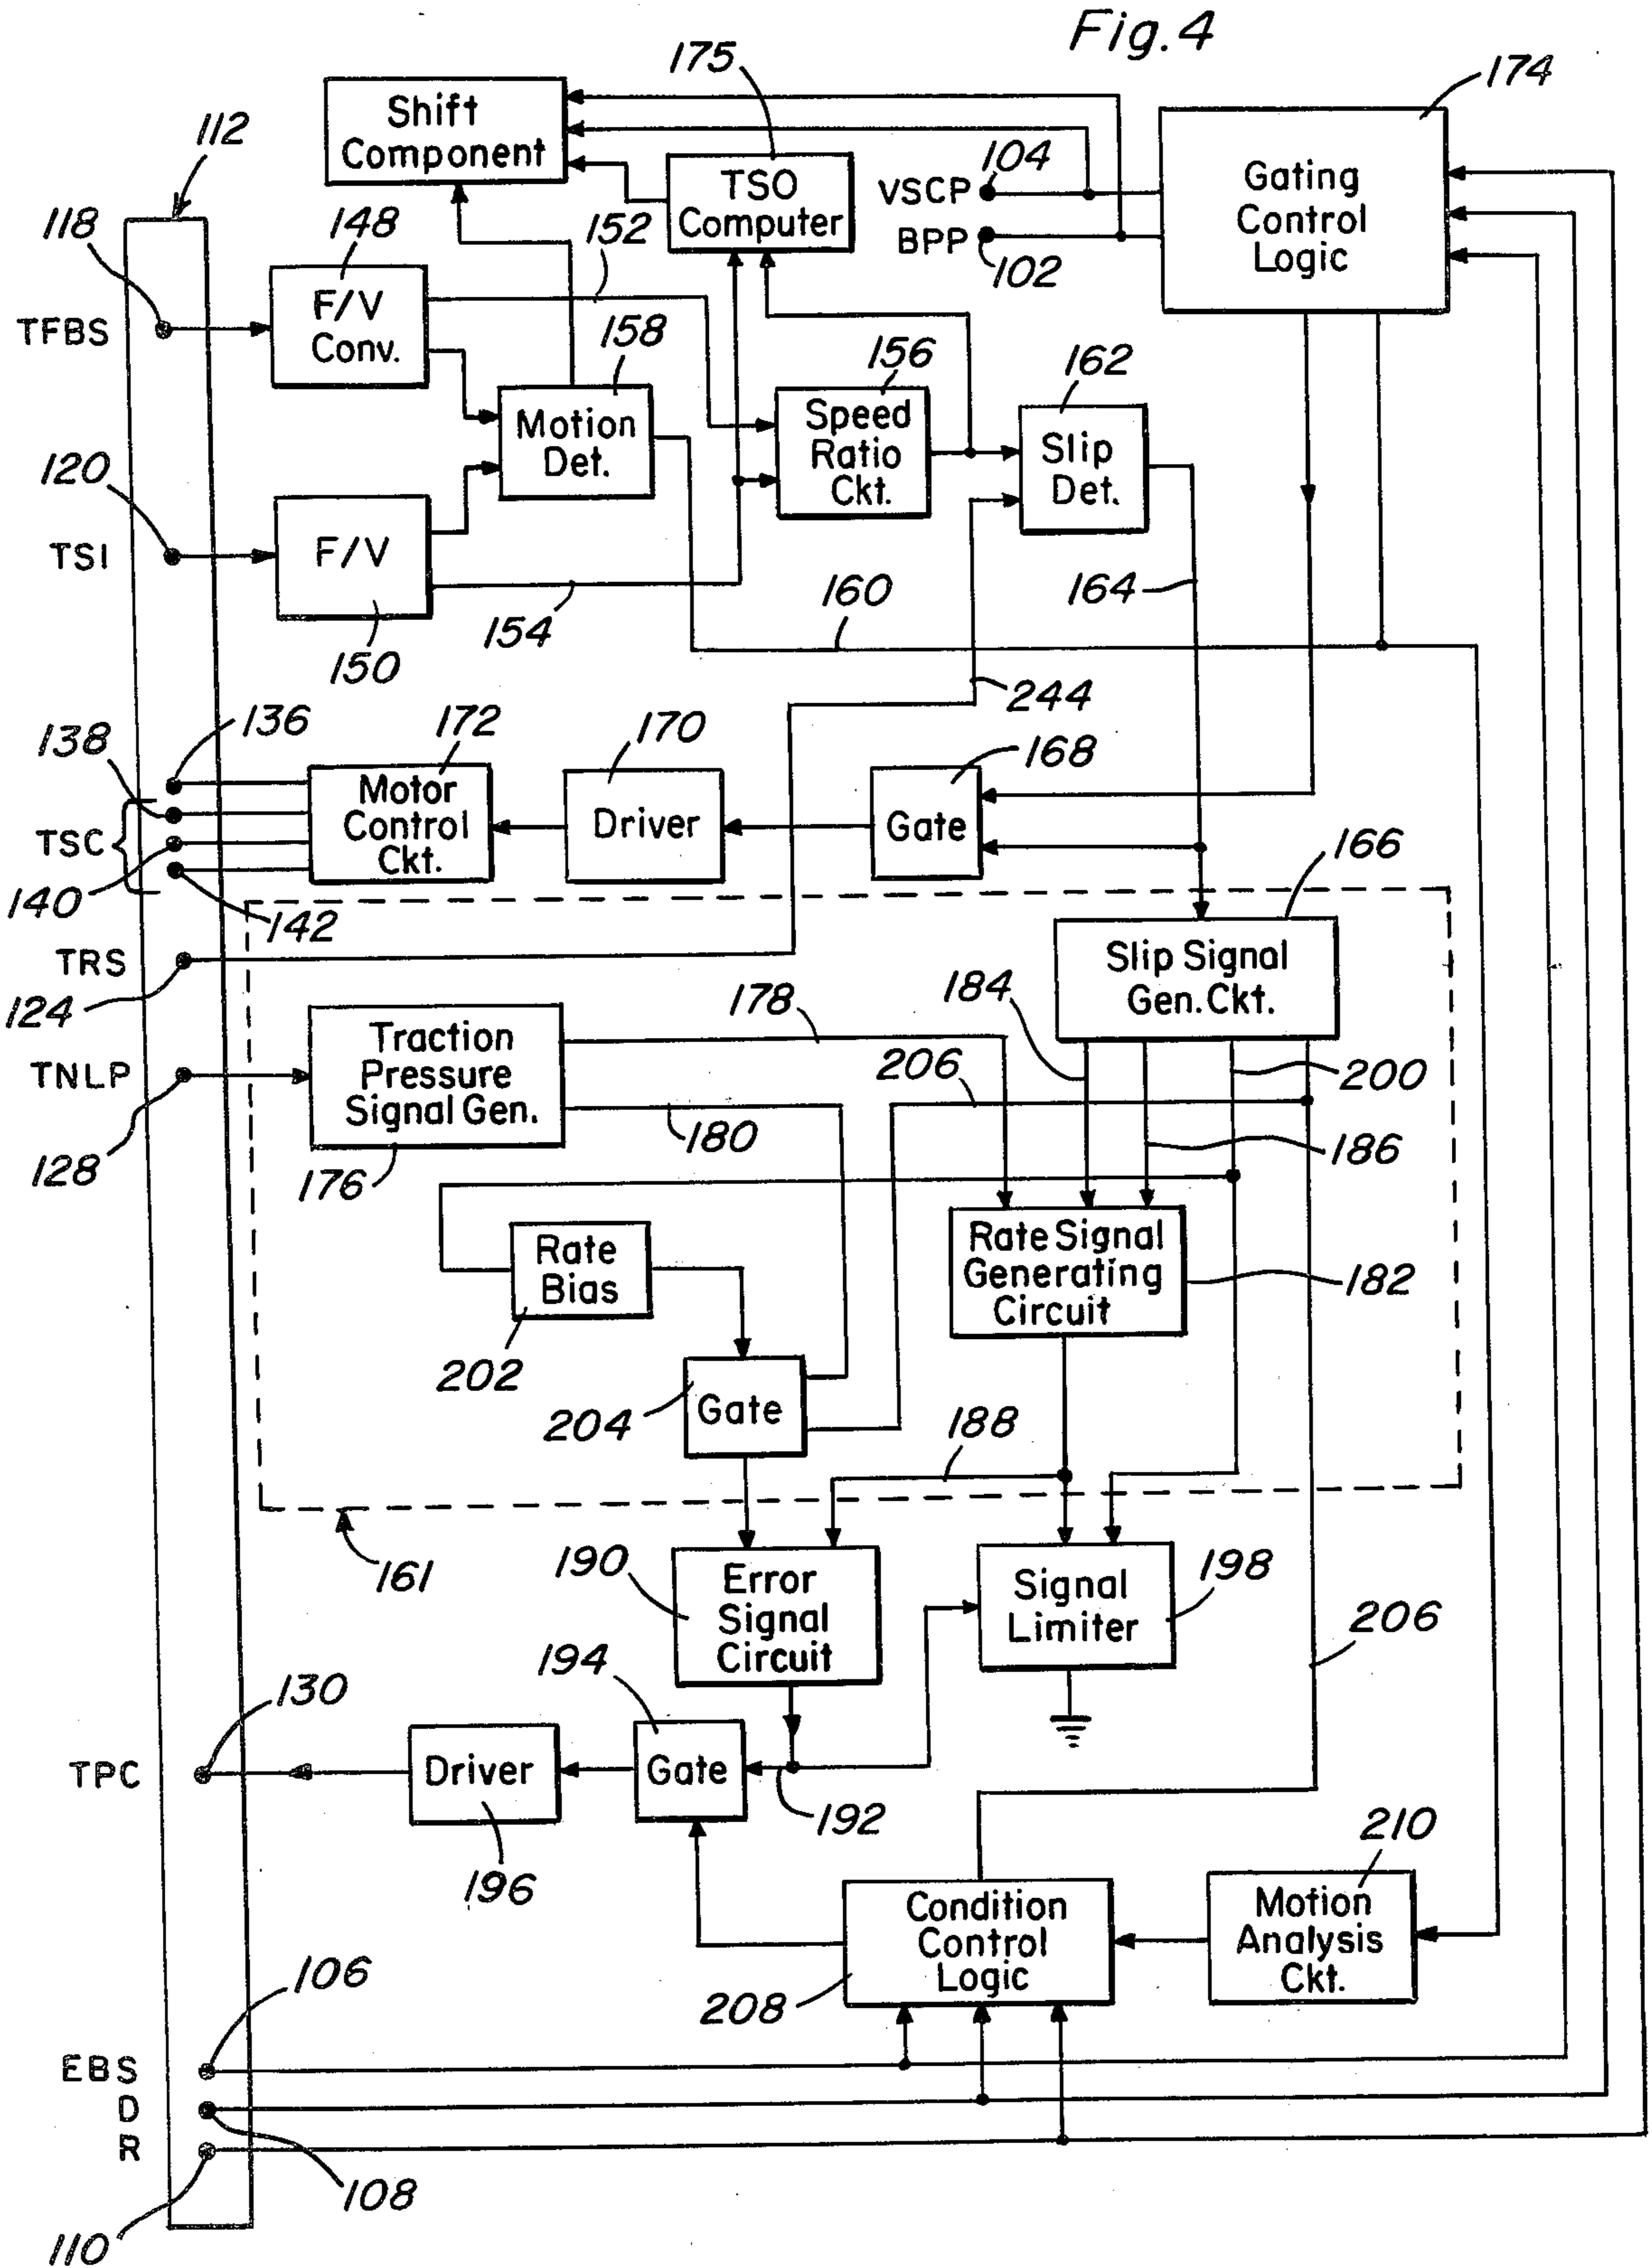 Fig.4
175
174
112
Shift
Component
104
TSO
Computer
VSCP
Gating
Control
Logic
118
148
152
BPP
102
F/V
Conv.
TFBS
158
156
162
Motion
Det.
Speed
Ratio
Ckt.
Slip
Det.
120
TSI
F/V
154
160
164
150
244
136
138
172
170
168
Motor
Control
Ckt.
Driver
Gate
TSC
166
140
142
TRS
Slip Signal
Gen. Ckt.
124
184
178
Traction
Pressure
Signal Gen.
TNLP
206
200
180
186
128
176
Rate
Bias
Rate Signal
Generating
Circuit
182
202
204
Gate
188
161
190
Error
Signal
Circuit
Signal
Limiter
198
206
194
130
TPC
Driver
Gate
192
210
196
Condition
Control
Logic
Motion
Analysis
Ckt.
106
208
EBS
D
R
108
110